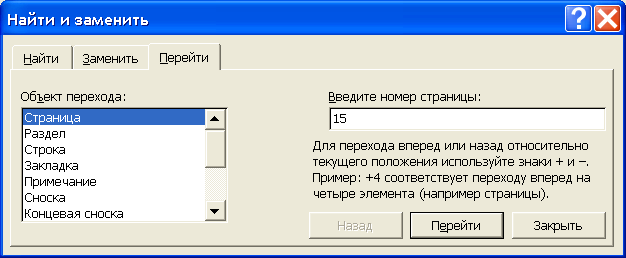 Найти и заменить
Найти Заменить Перейти
Объект перехода:
Страница
Раздел
Строка
Закладка
Примечание
Сноска
Концевая сноска
Введите номер страницы:
15
Для перехода вперед или назад относительно
текущего положения используйте знаки + и –.
Пример: +4 соответствует переходу вперед на
четыре элемента (например страницы).
Назад Перейти Закрыть